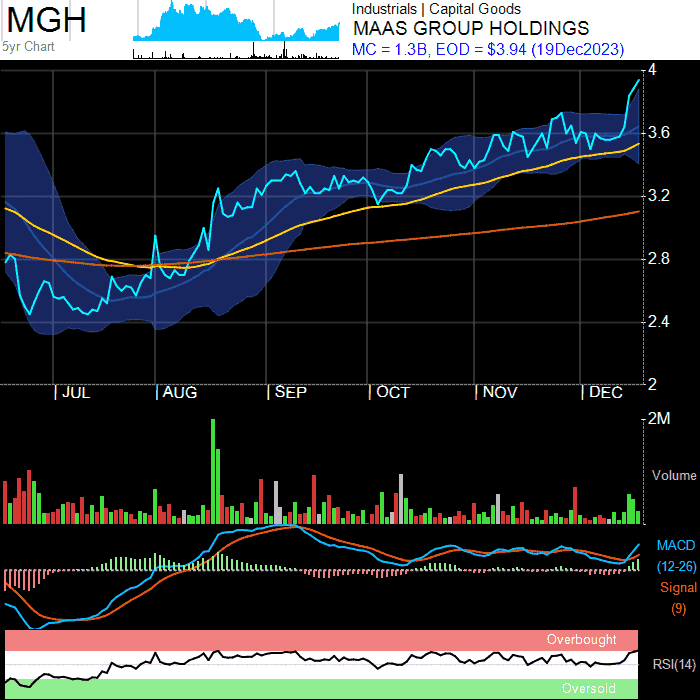 MGH
5yr Chart
Industrials | Capital Goods
MAAS GROUP HOLDINGS
MC = 1.3B, EOD = $3.94 (19Dec2023)
4
3.6
3.2
2.8
2.4
2
JUL AUG SEP OCT NOV DEC
2M
Volume
MACD
(12-26)
Signal
(9)
Overbought
RSI(14)
Oversold